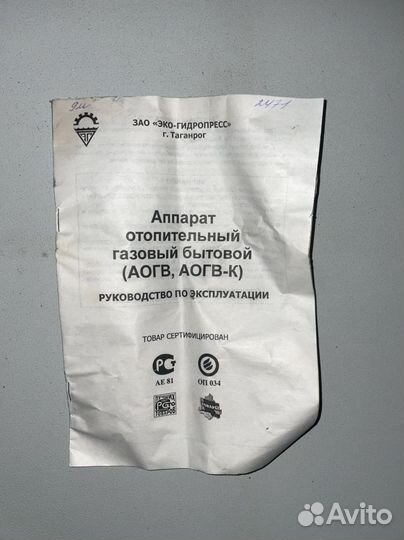 9м
2471
ЗАО «ЭКО-ГИДРОПРЕСС»
г. Таганрог
Аппарат
отопительный
газовый бытовой
(АОГВ, АОГВ-К)
РУКОВОДСТВО ПО ЭКСПЛУАТАЦИИ
ТОВАР СЕРТИФИЦИРОВАН
АЕ 81
ОП 034
Avito